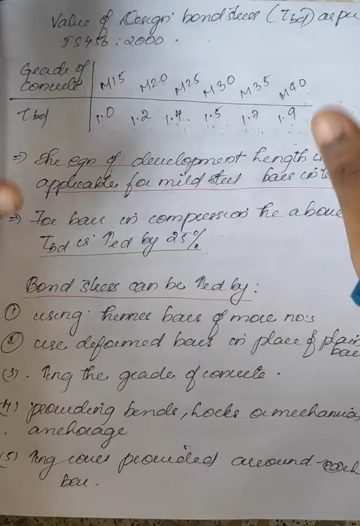 Value of Design bond stress (τbd) as per
IS456:2000.
Grade of concrete M15 M20 M25 M30 M35 M40
τbd 1.0 1.2 1.4 1.5 1.7 1.9
⇒ The eqn of development length is
applicable for mild steel bars in
⇒ For bars in compression the above
τbd is ↑ed by 25%
Bond stress can be ↑ed by:
① using thinner bars of more nos
② use deformed bars in place of plain
bars
(3). ↑ing the grade of concrete.
(4) providing bends, hooks or mechanical
anchorage
(5) ↑ing cover provided around each
bar.